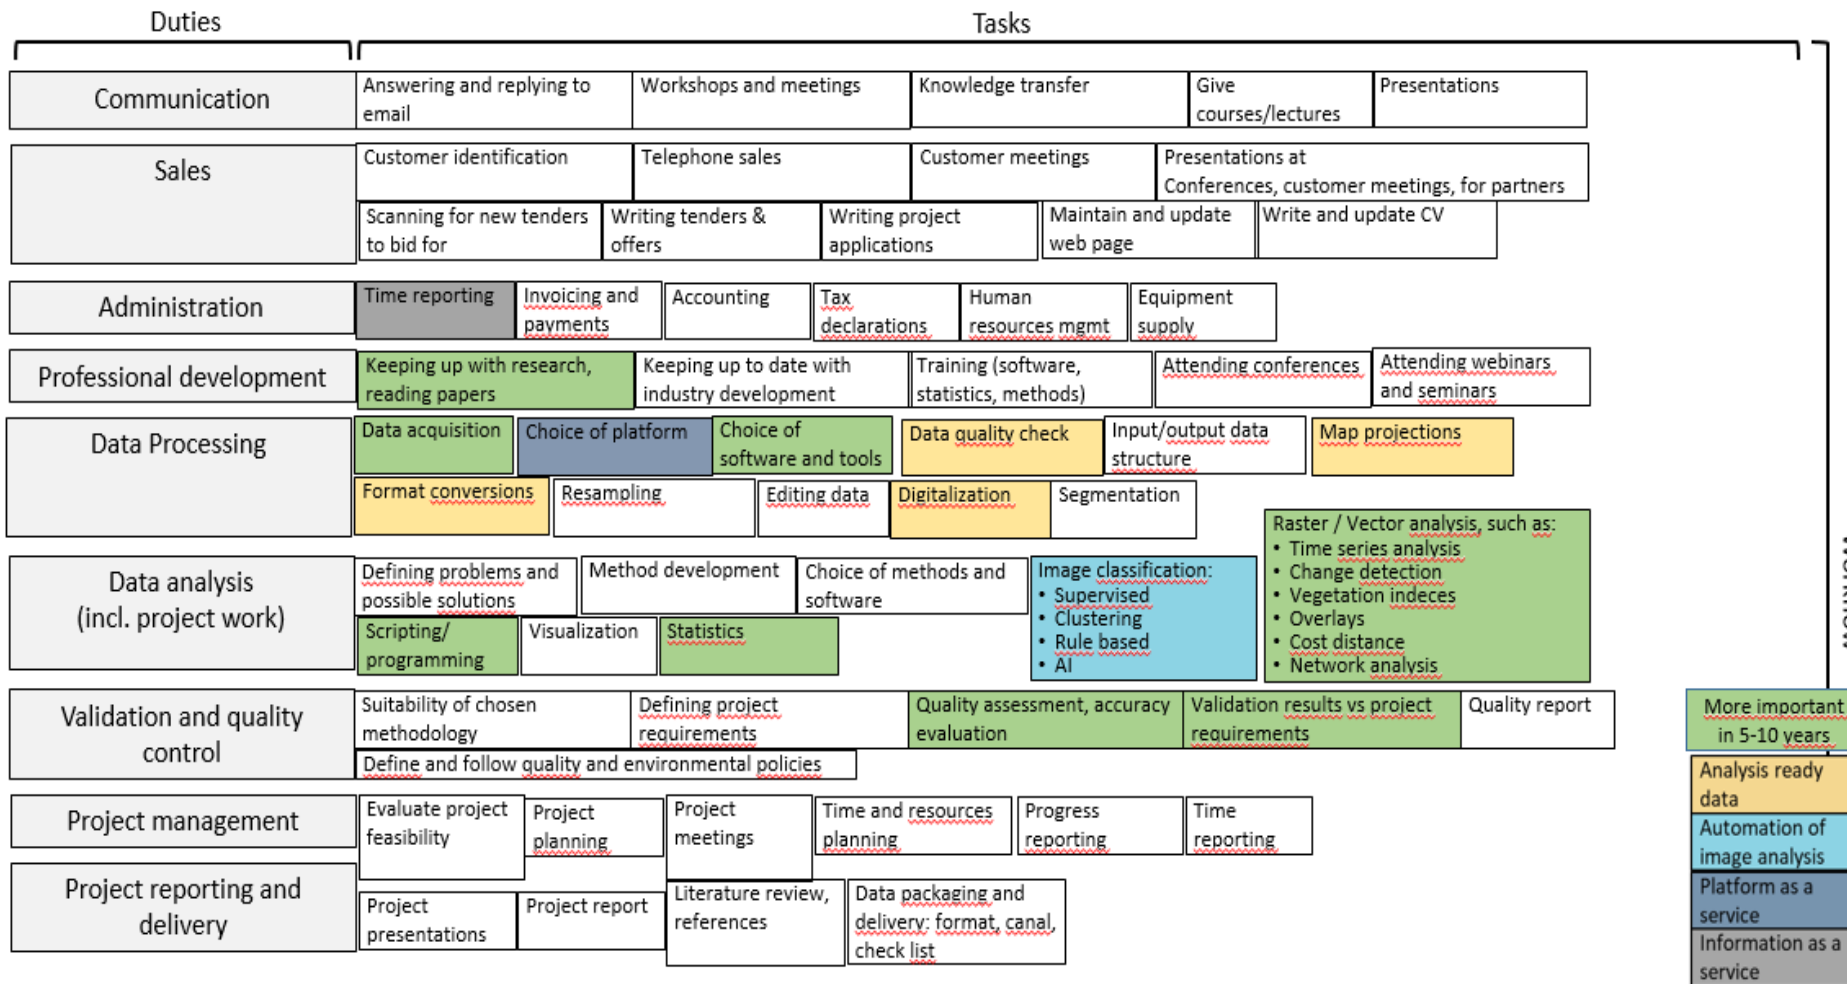 Duties
Tasks
Communication
Answering and replying to
email
Workshops and meetings
Knowledge transfer
Give
courses/lectures
Presentations
Sales
Customer identification
Telephone sales
Customer meetings
Presentations at
Conferences, customer meetings, for partners
Scanning for new tenders
to bid for
Writing tenders &
offers
Writing project
applications
Maintain and update
web page
Write and update CV
Administration
Time reporting
Invoicing and
payments
Accounting
Tax
declarations
Human
resources mgmt
Equipment
supply
Professional development
Keeping up with research,
reading papers
Keeping up to date with
industry development
Training (software,
statistics, methods)
Attending conferences
Attending webinars
and seminars
Data Processing
Data acquisition
Choice of platform
Choice of
software and tools
Data quality check
Input/output data
structure
Map projections
Format conversions
Resampling
Editing data
Digitalization
Segmentation
Data analysis
(incl. project work)
Defining problems and
possible solutions
Method development
Choice of methods and
software
Image classification:
• Supervised
• Clustering
• Rule based
• AI
Raster / Vector analysis, such as:
• Time series analysis
• Change detection
• Vegetation indeces
• Overlays
• Cost distance
• Network analysis
Scripting/
programming
Visualization
Statistics
Validation and quality
control
Suitability of chosen
methodology
Defining project
requirements
Quality assessment, accuracy
evaluation
Validation results vs project
requirements
Quality report
Define and follow quality and environmental policies
Project management
Evaluate project
feasibility
Project
planning
Project
meetings
Time and resources
planning
Progress
reporting
Time
reporting
Project reporting and
delivery
Project
presentations
Project report
Literature review,
references
Data packaging and
delivery: format, canal,
check list
More important
in 5-10 years
Analysis ready
data
Automation of
image analysis
Platform as a
service
Information as a
service